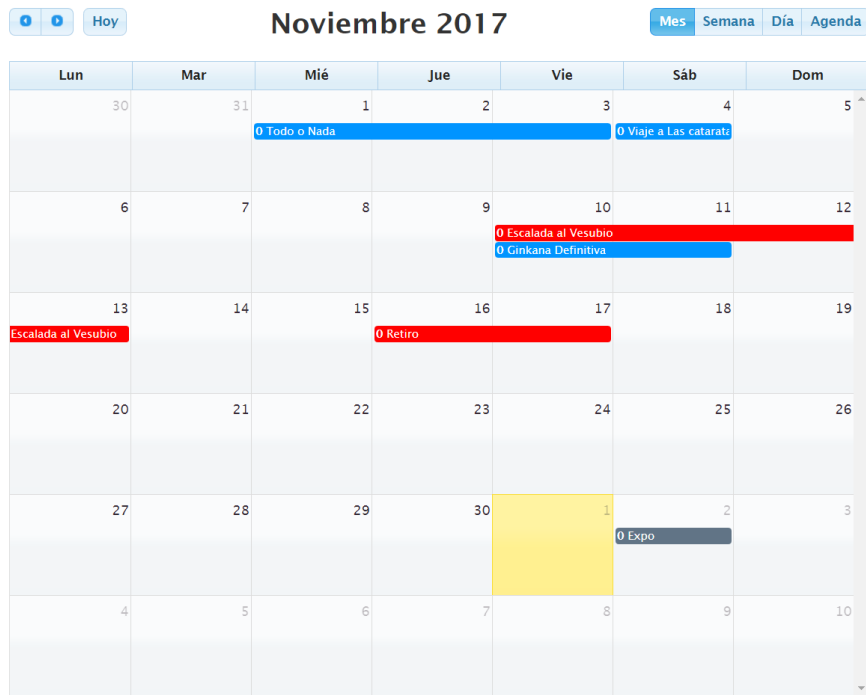 Hoy Noviembre 2017 Mes Semana Día Agenda
Lun Mar Mié Jue Vie Sáb Dom
30 31 1 2 3 4 5
0 Todo o Nada 0 Viaje a Las catarata
6 7 8 9 10 11 12
0 Escalada al Vesubio
0 Ginkana Definitiva
13 14 15 16 17 18 19
Escalada al Vesubio 0 Retiro
20 21 22 23 24 25 26
27 28 29 30 1 2 3
0 Expo
4 5 6 7 8 9 10